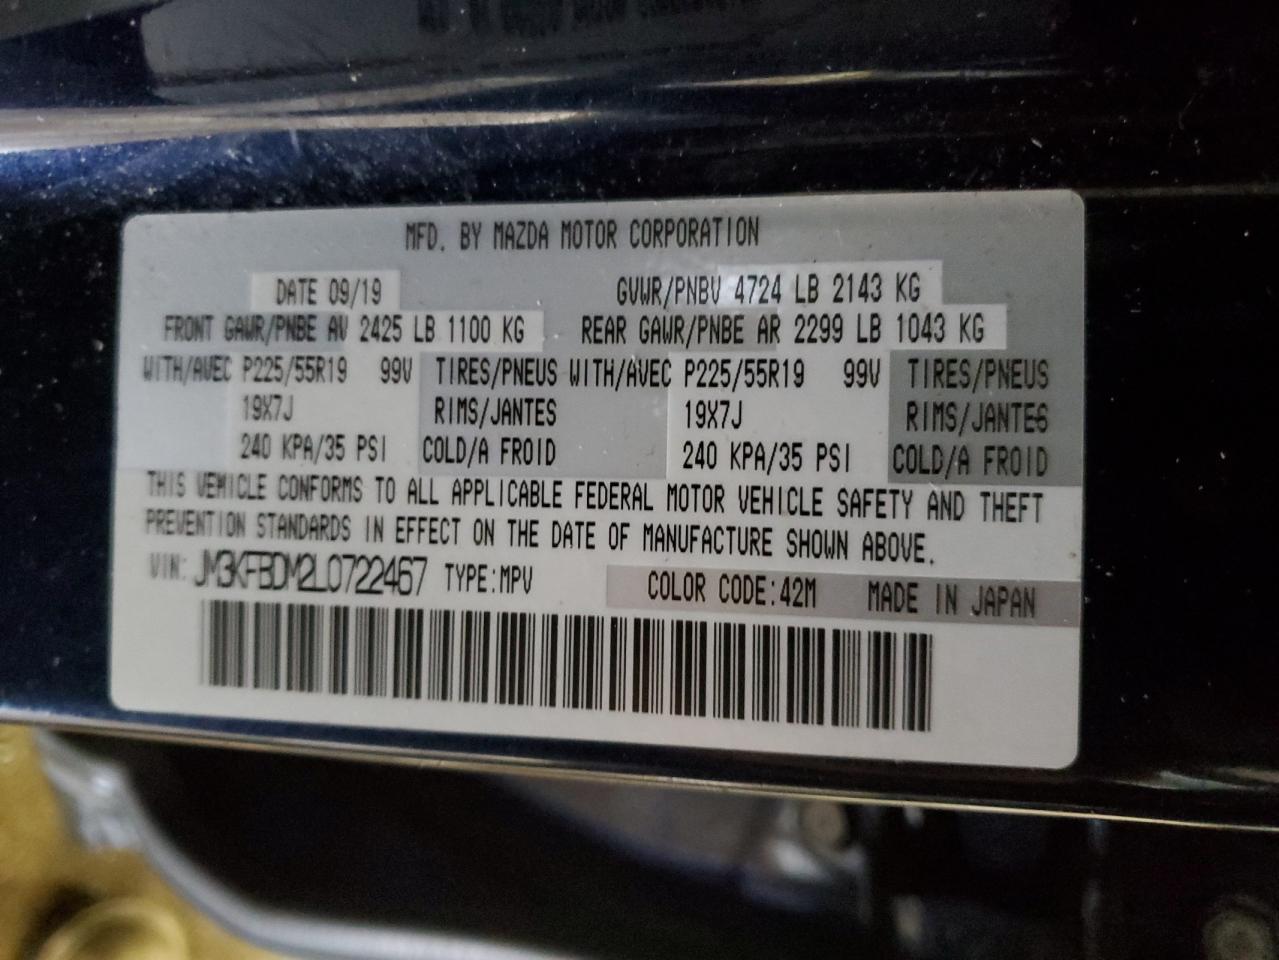 MFD. BY MAZDA MOTOR CORPORATION
DATE 09/19 GVWR/PNBV 4724 LB 2143 KG
FRONT GAWR/PNBE AV 2425 LB 1100 KG REAR GAWR/PNBE AR 2299 LB 1043 KG
WITH/AVEC P225/55R19 99V TIRES/PNEUS WITH/AVEC P225/55R19 99V TIRES/PNEUS
19X7J RIMS/JANTES 19X7J RIMS/JANTES
240 KPA/35 PSI COLD/A FROID 240 KPA/35 PSI COLD/A FROID
THIS VEHICLE CONFORMS TO ALL APPLICABLE FEDERAL MOTOR VEHICLE SAFETY AND THEFT
PREVENTION STANDARDS IN EFFECT ON THE DATE OF MANUFACTURE SHOWN ABOVE.
VIN: JM3KFBDM2L0722467 TYPE:MPV COLOR CODE:42M MADE IN JAPAN